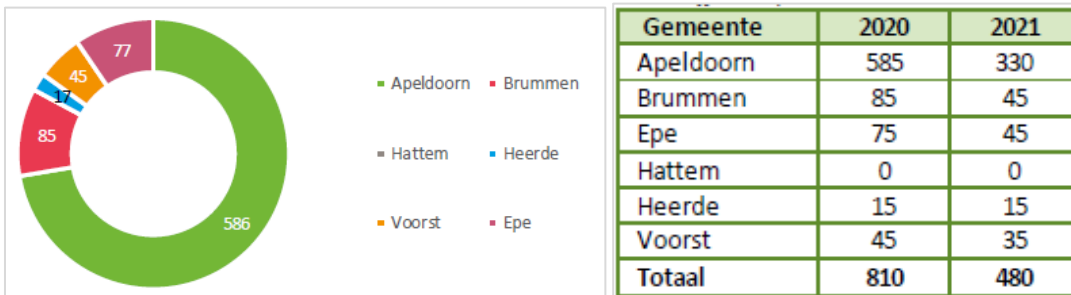 77
45
17
85
586
Apeldoorn Brummen
Hattem Heerde
Voorst Epe
Gemeente 2020 2021
Apeldoorn 585 330
Brummen 85 45
Epe 75 45
Hattem 0 0
Heerde 15 15
Voorst 45 35
Totaal 810 480